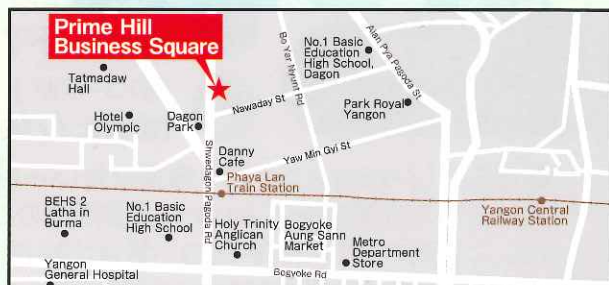 Prime Hill
Business Square
Tatmadaw
Hall
Hotel
Olympic
Dagon
Park
Nawaday St
Bo Yar Nyunt Rd
No.1 Basic
Education
High School,
Dagon
Alan Pya Pagoda St
Park Royal
Yangon
Danny
Cafe
Yaw Min Gyi St
Shwedagon Pagoda Rd
Phaya Lan
Train Station
Yangon Central
Railway Station
BEHS 2
Latha in
Burma
No.1 Basic
Education
High School
Holy Trinity
Anglican
Church
Bogyoke
Aung Sann
Market
Metro
Department
Store
Bogyoke Rd
Yangon
General Hospital